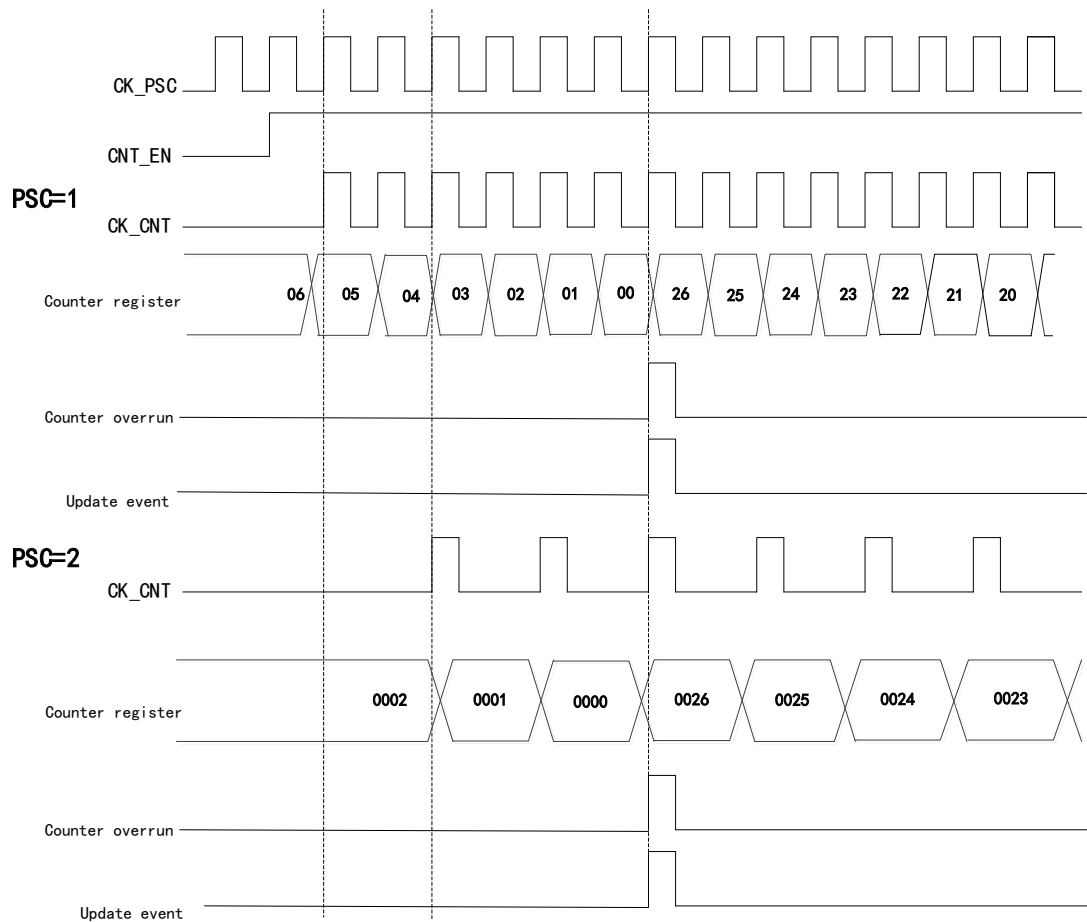 CK_PSC
CNT_EN
PSC=1
CK_CNT
Counter register 06 05 04 03 02 01 00 26 25 24 23 22 21 20
Counter overrun
Update event
PSC=2
CK_CNT
Counter register 0002 0001 0000 0026 0025 0024 0023
Counter overrun
Update event